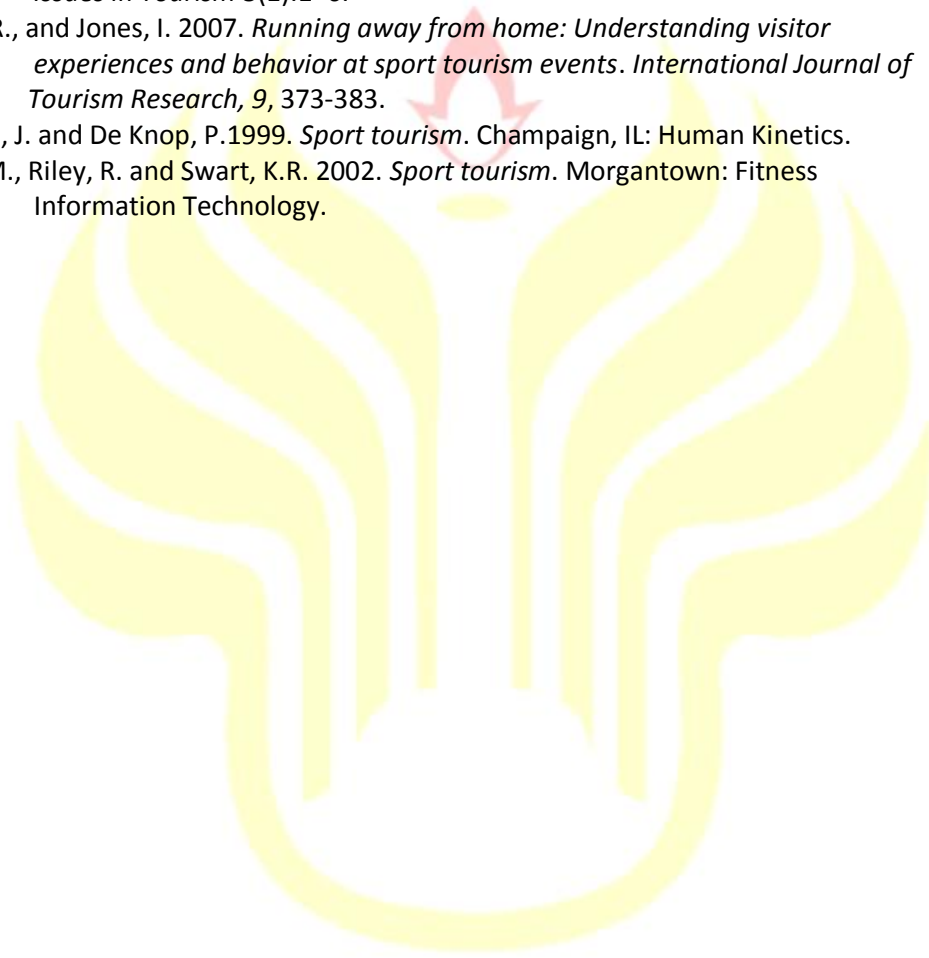 R., and Jones, I. 2007. Running away from home: Understanding visitor
experiences and behavior at sport tourism events. International Journal of
Tourism Research, 9, 373-383.
, J. and De Knop, P.1999. Sport tourism. Champaign, IL: Human Kinetics.
M., Riley, R. and Swart, K.R. 2002. Sport tourism. Morgantown: Fitness
Information Technology.